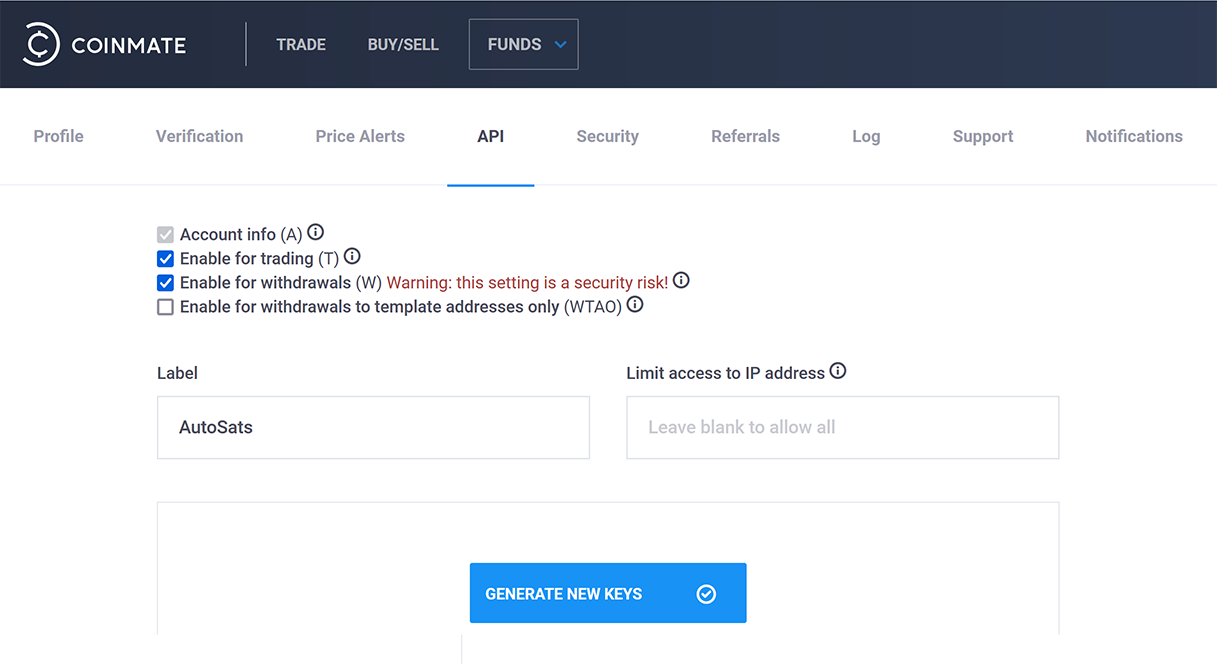 COINMATE TRADE BUY/SELL FUNDS
Profile Verification Price Alerts API Security Referrals Log Support Notifications
Account info (A)
Enable for trading (T)
Enable for withdrawals (W) Warning: this setting is a security risk!
Enable for withdrawals to template addresses only (WTAO)
Label Limit access to IP address
AutoSats Leave blank to allow all
GENERATE NEW KEYS